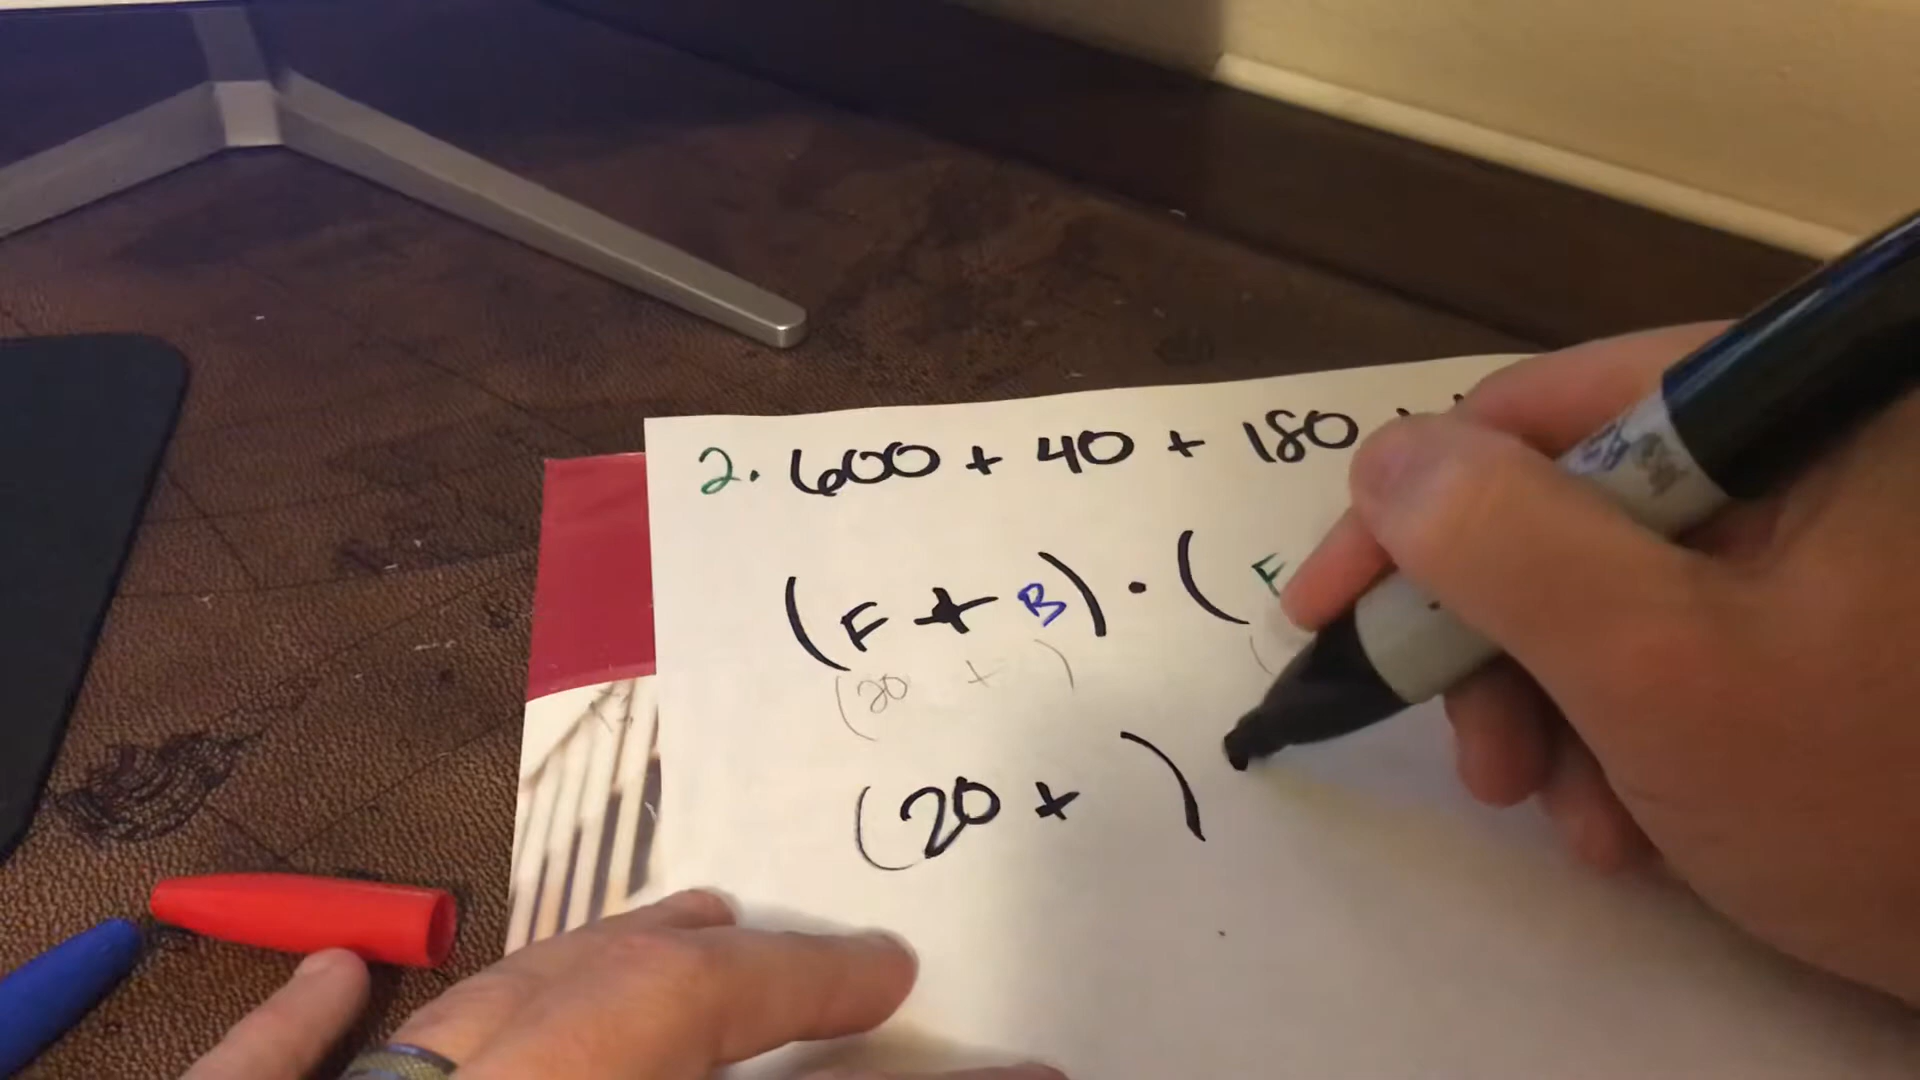 2. 600 + 40 + 180 +
(F + B) · (F
(20 + ) (
(20 + )